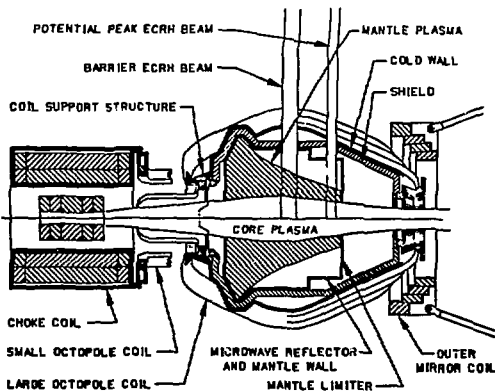 POTENTIAL PEAK ECRH BEAM
MANTLE PLASMA
BARRIER ECRH BEAM
COLD WALL
COIL SUPPORT STRUCTURE
SHIELD
CORE PLASMA
CHOKE COIL
SMALL OCTOPOLE COIL
LARGE OCTOPOLE COIL
MICROWAVE REFLECTOR
AND MANTLE WALL
MANTLE LIMITER
OUTER
MIRROR COIL